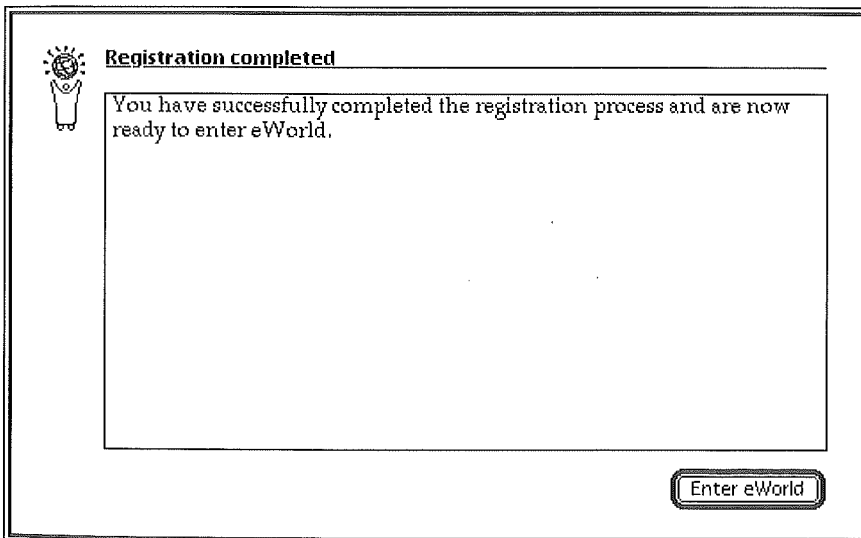 Registration completed
You have successfully completed the registration process and are now
ready to enter eWorld.
Enter eWorld